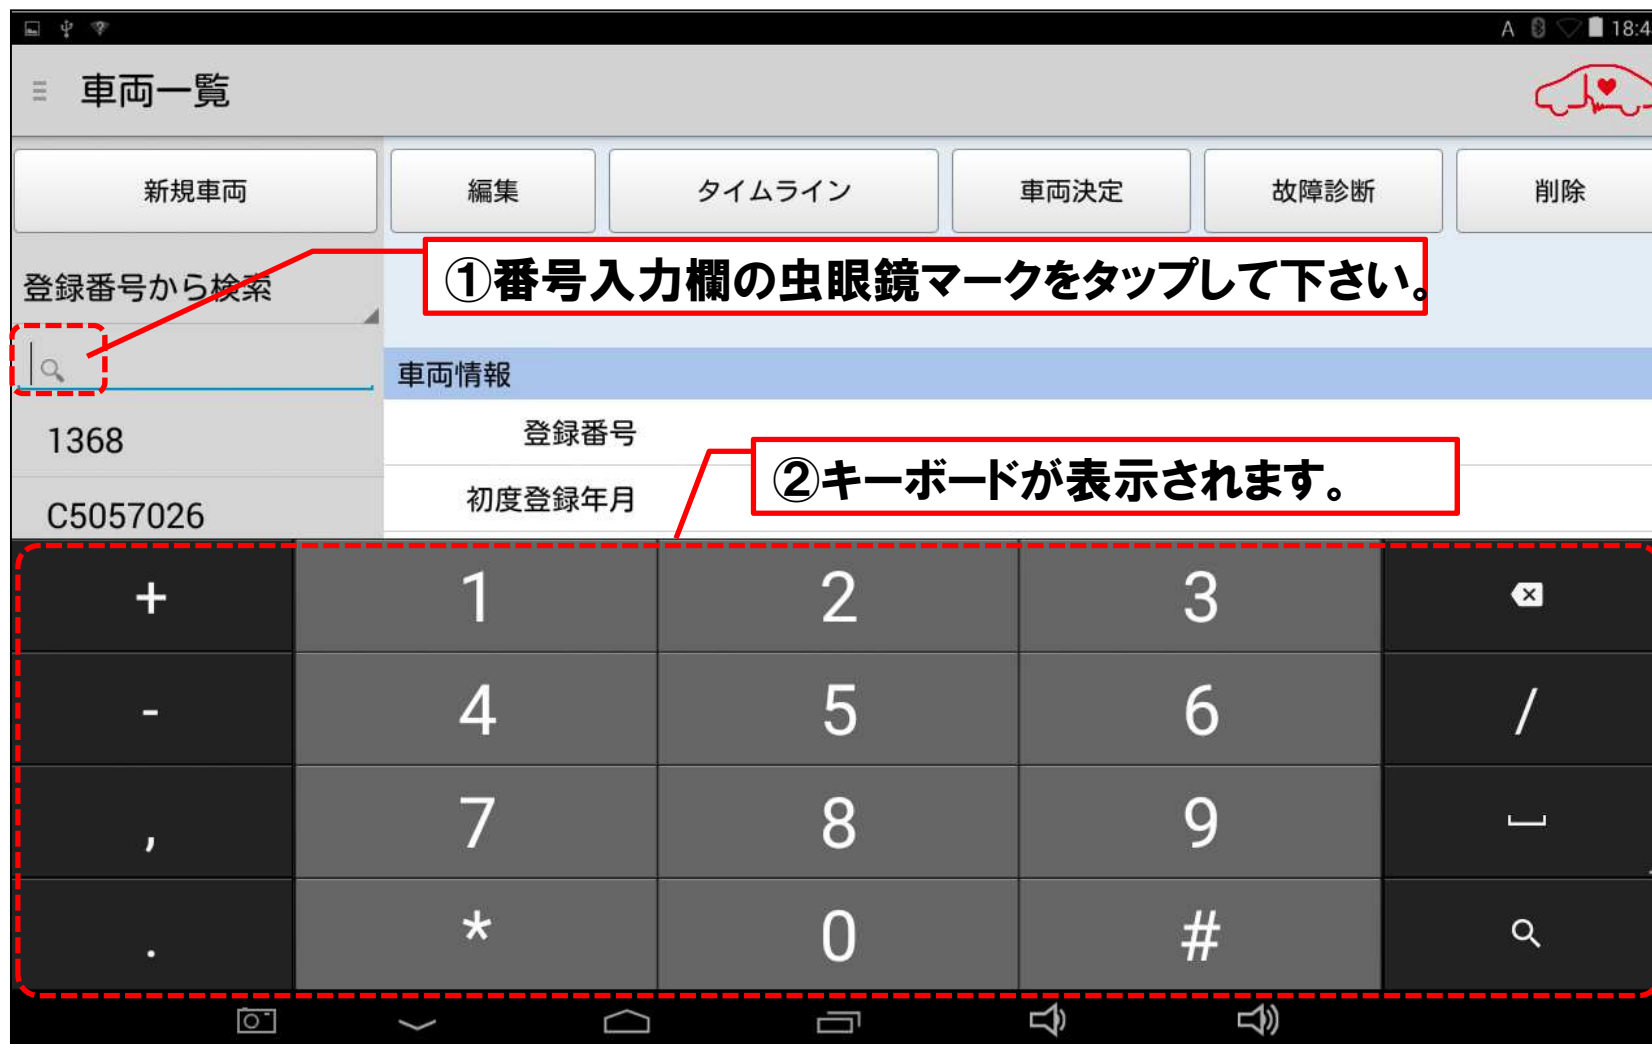 A 18:4
車両一覧
新規車両
編集
タイムライン
車両決定
故障診断
削除
登録番号から検索
①番号入力欄の虫眼鏡マークをタップして下さい。
車両情報
1368
登録番号
②キーボードが表示されます。
C5057026
初度登録年月
+ 1 2 3
- 4 5 6 /
, 7 8 9
. * 0 #